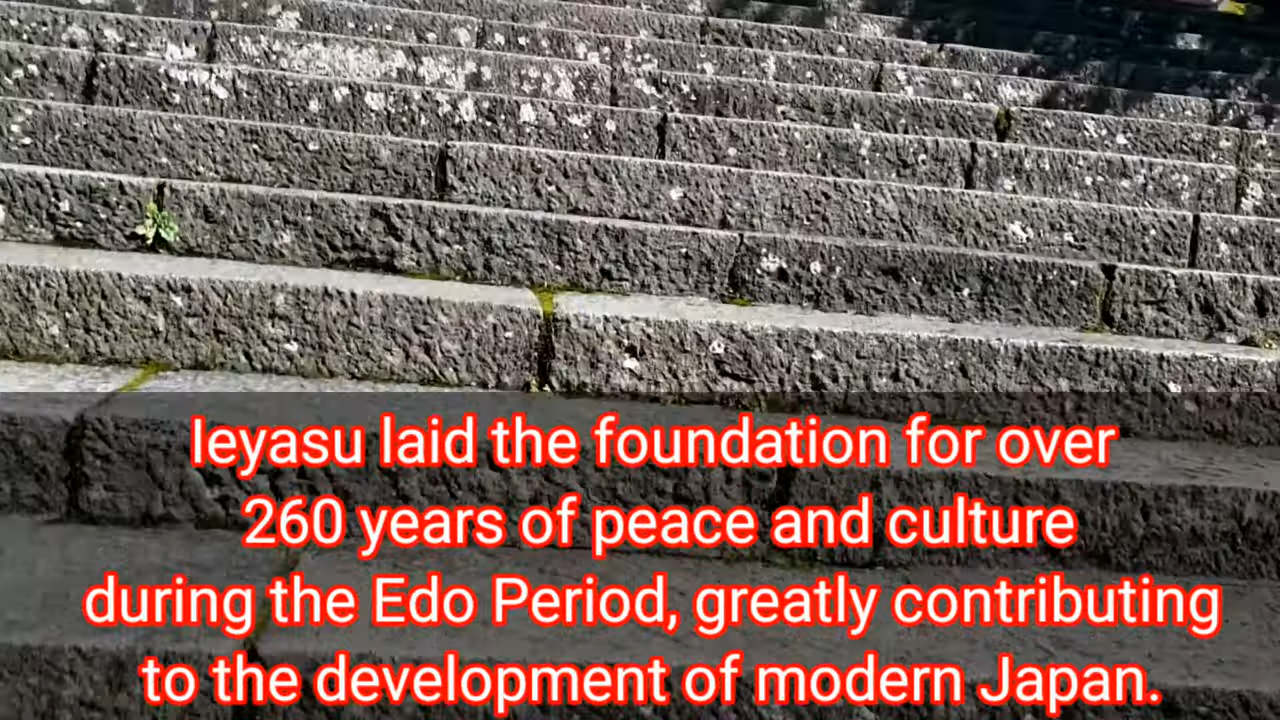 Ieyasu laid the foundation for over
260 years of peace and culture
during the Edo Period, greatly contributing
to the development of modern Japan.